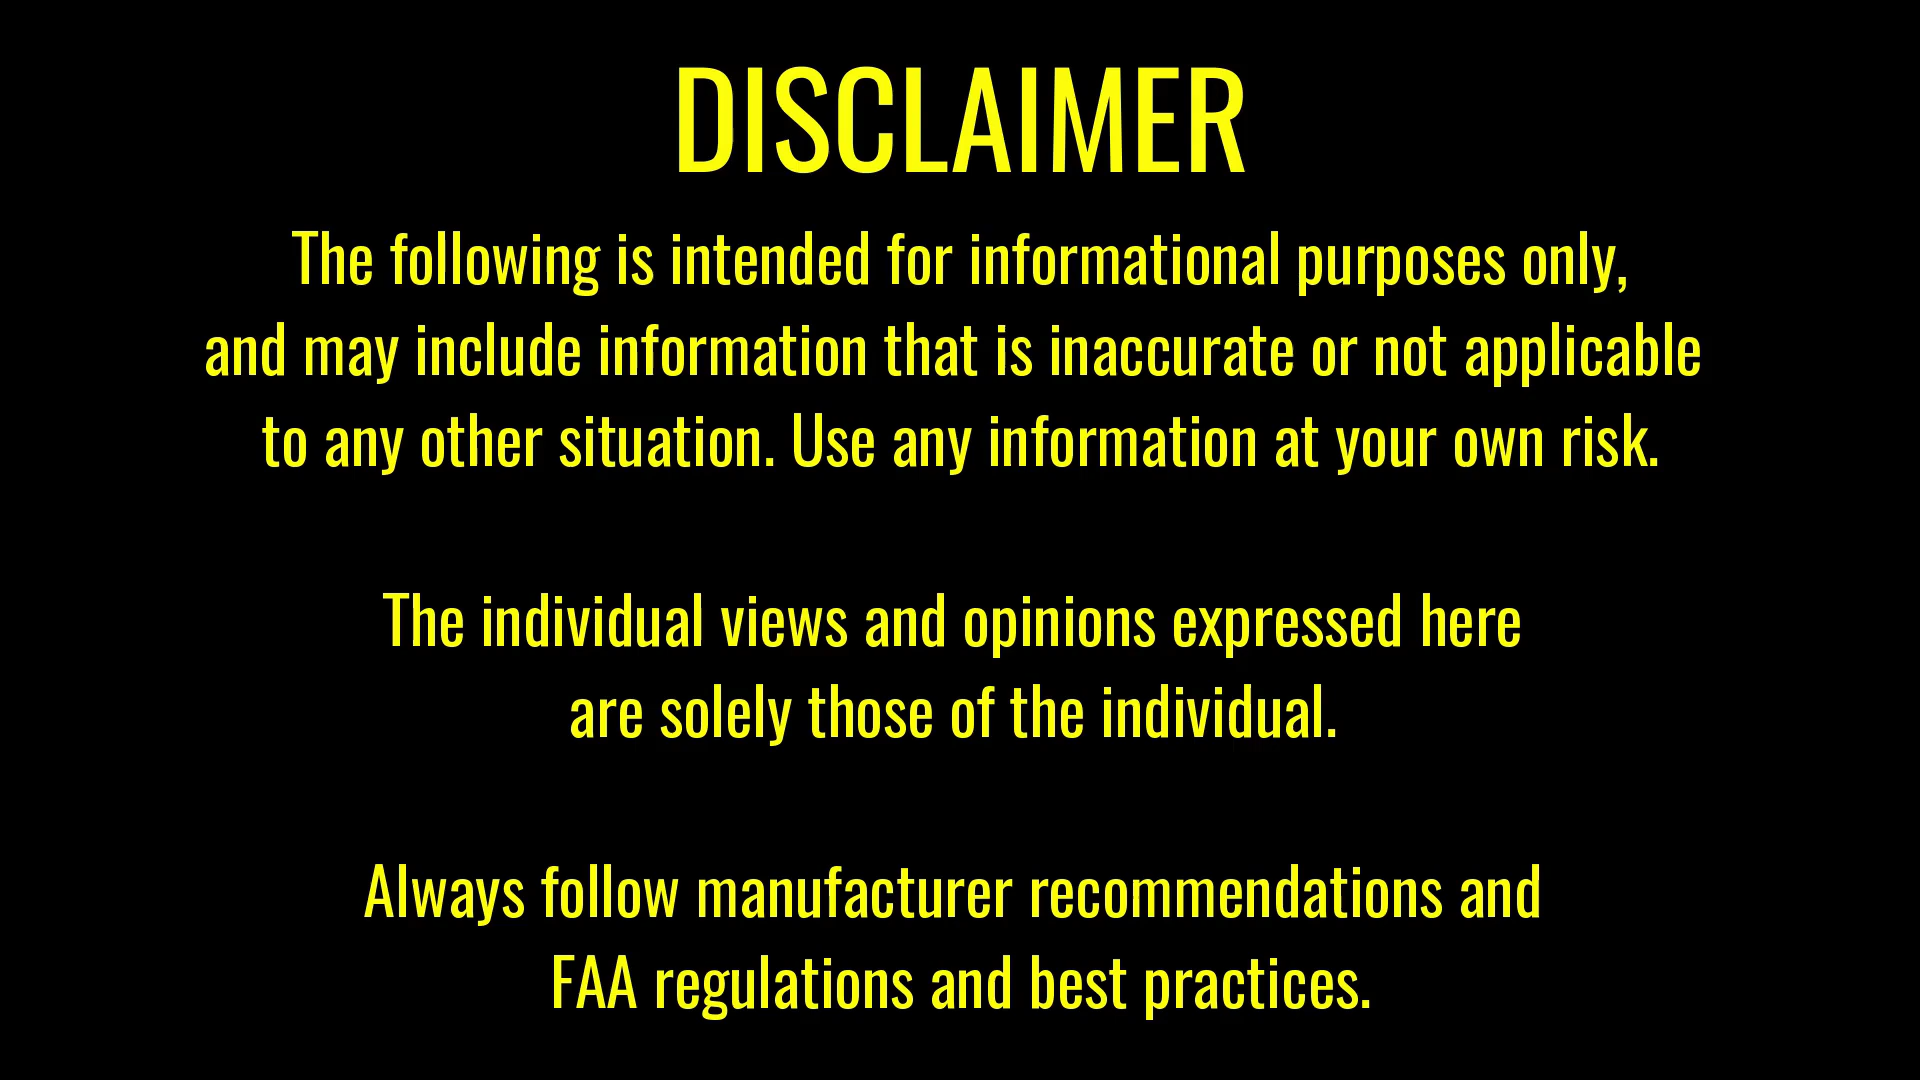 DISCLAIMER
The following is intended for informational purposes only,
and may include information that is inaccurate or not applicable
to any other situation. Use any information at your own risk.
The individual views and opinions expressed here
are solely those of the individual.
Always follow manufacturer recommendations and
FAA regulations and best practices.